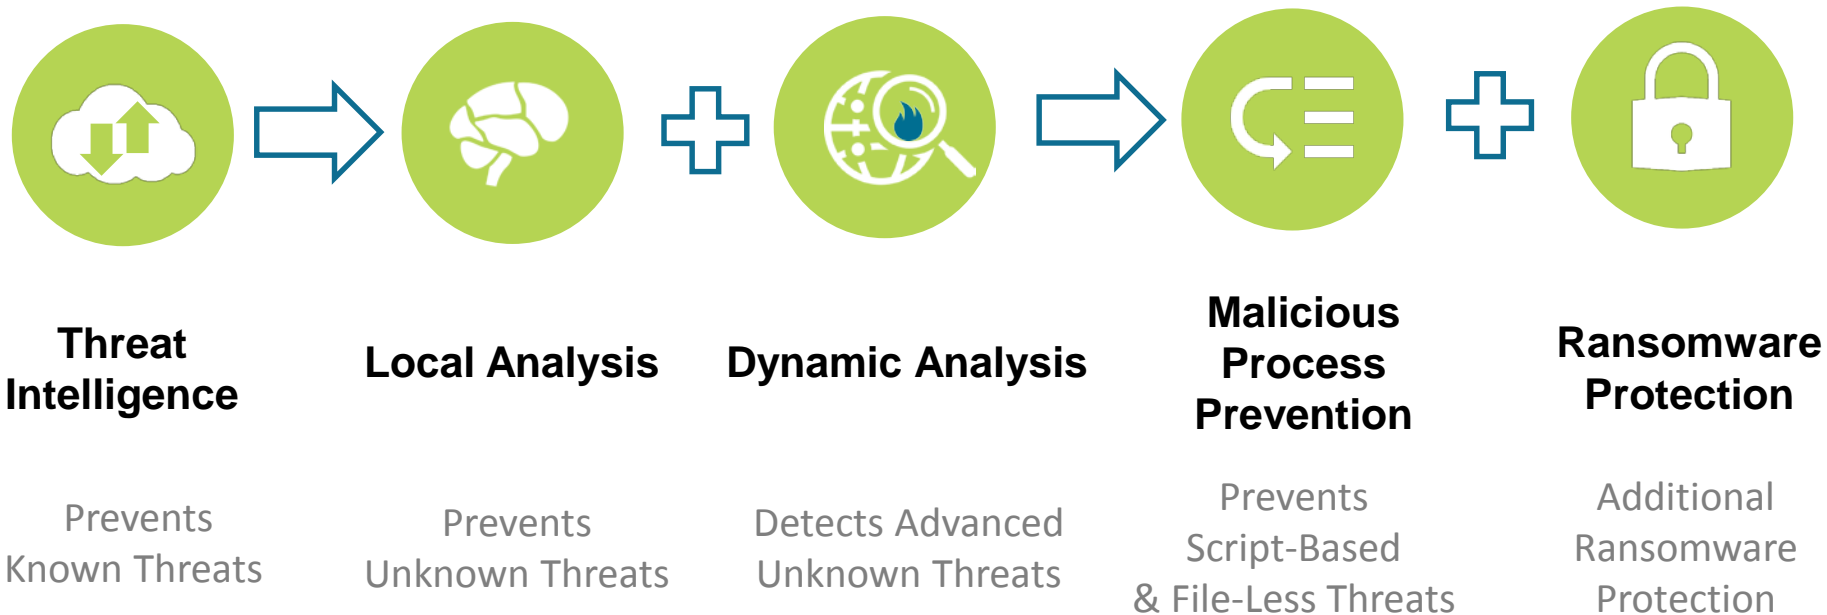 Threat
Intelligence
Local Analysis
Dynamic Analysis
Malicious
Process
Prevention
Ransomware
Protection
Prevents
Known Threats
Prevents
Unknown Threats
Detects Advanced
Unknown Threats
Prevents
Script-Based
& File-Less Threats
Additional
Ransomware
Protection